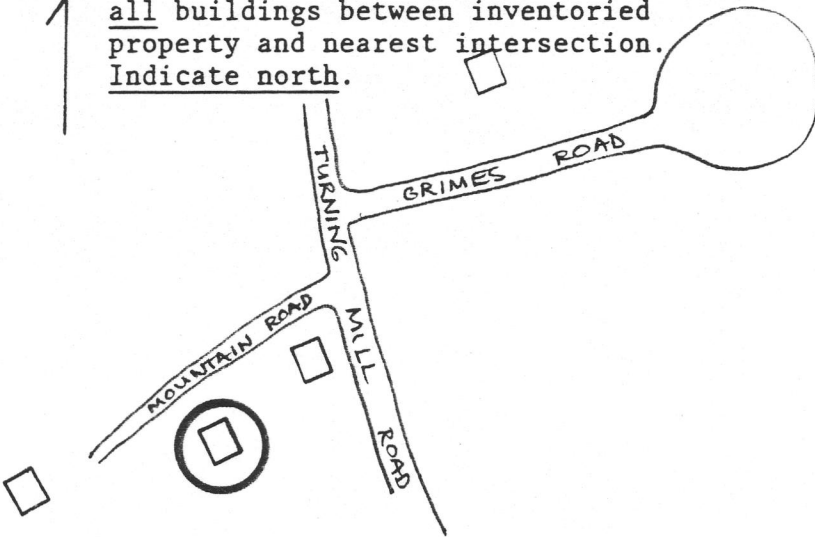 all buildings between inventoried
property and nearest intersection.
Indicate north.
GRIMES ROAD
TURNING MILL ROAD
MOUNTAIN ROAD